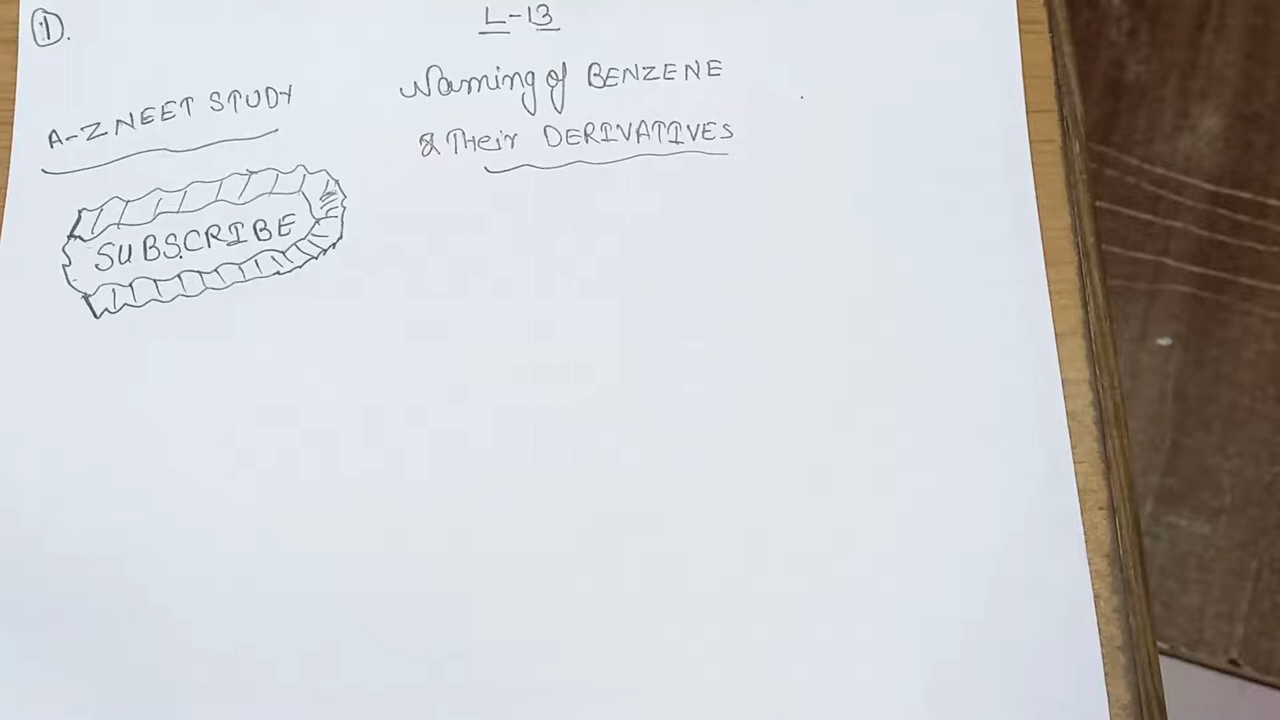 1.
L-13
Naming of BENZENE
& Their DERIVATIVES
A-Z NEET STUDY
SUBSCRIBE